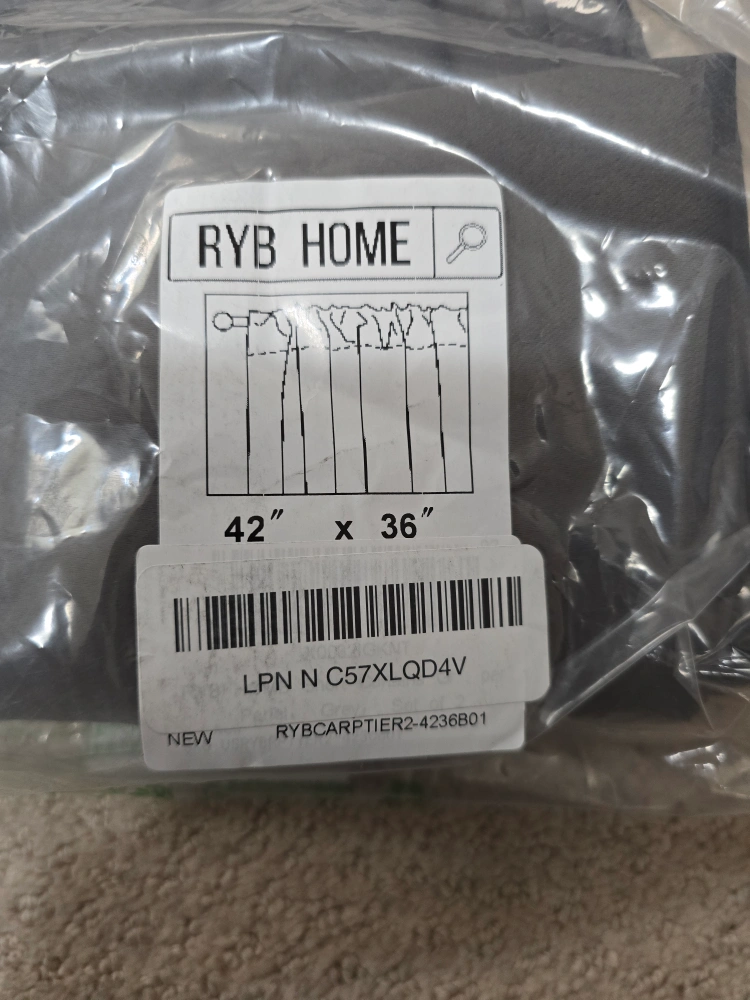 RYB HOME
42" x 36"
LPN N C57XLQD4V
NEW RYBCARPTIER2-4236B01